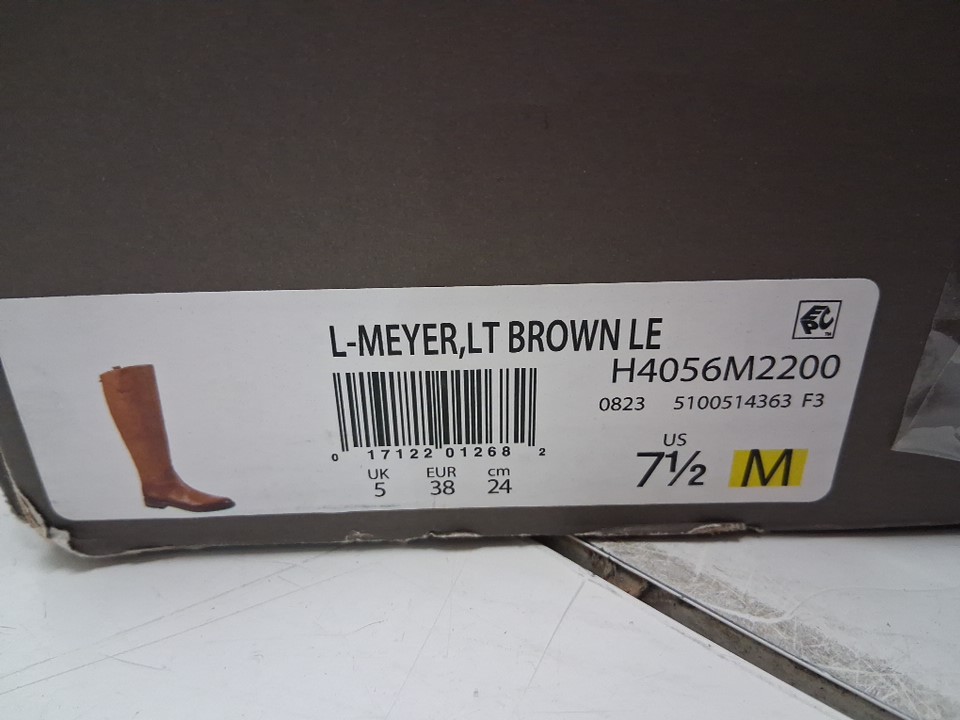 L-MEYER,LT BROWN LE
EPC™
H4056M2200
0823 5100514363 F3
0 17122 01268 2
UK EUR cm
5 38 24
US
7½ M